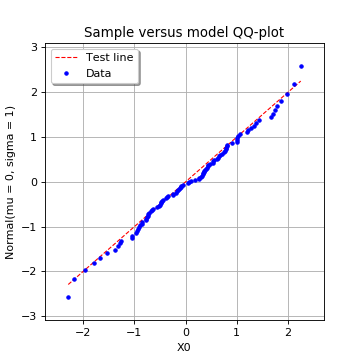 Sample versus model QQ-plot
Test line
Data
3
2
1
0
−1
−2
−3
Normal(mu = 0, sigma = 1)
−2
−1
0
1
2
X0